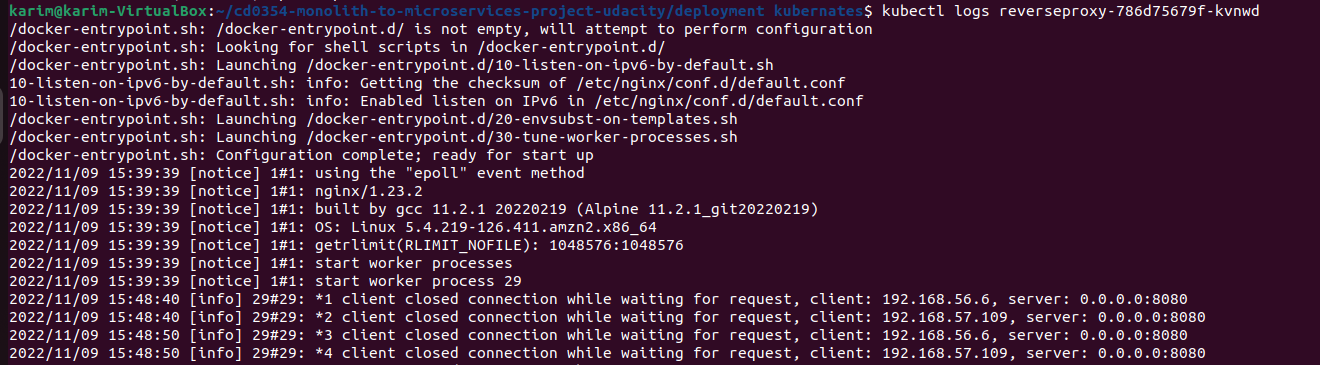 karim@karim-VirtualBox:~/cd0354-monolith-to-microservices-project-udacity/deployment kubernates$ kubectl logs reverseproxy-786d75679f-kvnwd
/docker-entrypoint.sh: /docker-entrypoint.d/ is not empty, will attempt to perform configuration
/docker-entrypoint.sh: Looking for shell scripts in /docker-entrypoint.d/
/docker-entrypoint.sh: Launching /docker-entrypoint.d/10-listen-on-ipv6-by-default.sh
10-listen-on-ipv6-by-default.sh: info: Getting the checksum of /etc/nginx/conf.d/default.conf
10-listen-on-ipv6-by-default.sh: info: Enabled listen on IPv6 in /etc/nginx/conf.d/default.conf
/docker-entrypoint.sh: Launching /docker-entrypoint.d/20-envsubst-on-templates.sh
/docker-entrypoint.sh: Launching /docker-entrypoint.d/30-tune-worker-processes.sh
/docker-entrypoint.sh: Configuration complete; ready for start up
2022/11/09 15:39:39 [notice] 1#1: using the "epoll" event method
2022/11/09 15:39:39 [notice] 1#1: nginx/1.23.2
2022/11/09 15:39:39 [notice] 1#1: built by gcc 11.2.1 20220219 (Alpine 11.2.1_git20220219)
2022/11/09 15:39:39 [notice] 1#1: OS: Linux 5.4.219-126.411.amzn2.x86_64
2022/11/09 15:39:39 [notice] 1#1: getrlimit(RLIMIT_NOFILE): 1048576:1048576
2022/11/09 15:39:39 [notice] 1#1: start worker processes
2022/11/09 15:39:39 [notice] 1#1: start worker process 29
2022/11/09 15:48:40 [info] 29#29: *1 client closed connection while waiting for request, client: 192.168.56.6, server: 0.0.0.0:8080
2022/11/09 15:48:40 [info] 29#29: *2 client closed connection while waiting for request, client: 192.168.57.109, server: 0.0.0.0:8080
2022/11/09 15:48:50 [info] 29#29: *3 client closed connection while waiting for request, client: 192.168.56.6, server: 0.0.0.0:8080
2022/11/09 15:48:50 [info] 29#29: *4 client closed connection while waiting for request, client: 192.168.57.109, server: 0.0.0.0:8080